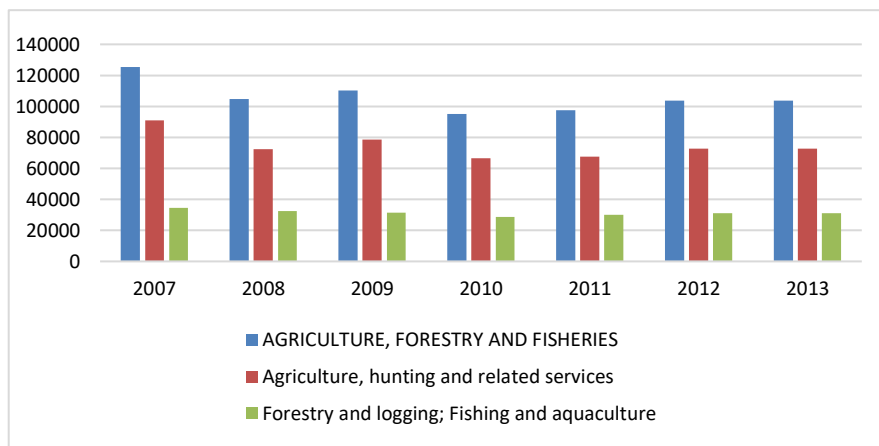 140000
120000
100000
80000
60000
40000
20000
0
2007 2008 2009 2010 2011 2012 2013
AGRICULTURE, FORESTRY AND FISHERIES
Agriculture, hunting and related services
Forestry and logging; Fishing and aquaculture